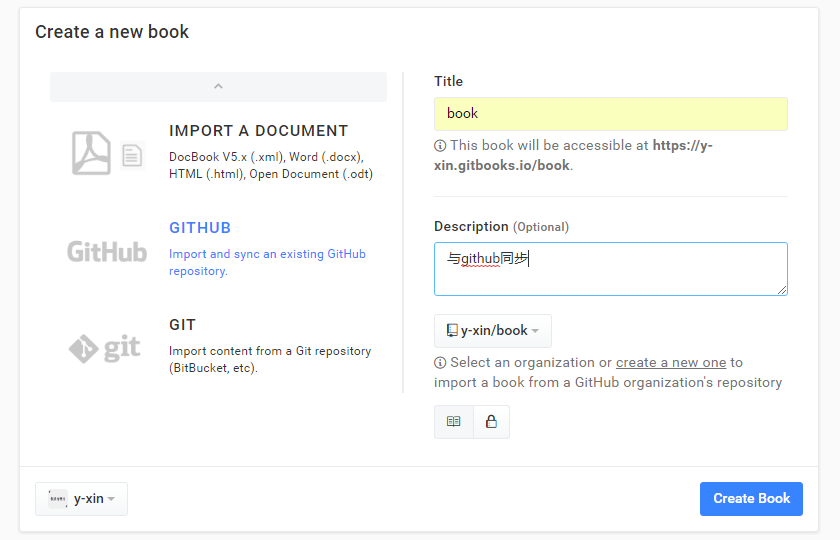 Create a new book
IMPORT A DOCUMENT
DocBook V5.x (.xml), Word (.docx),
HTML (.html), Open Document (.odt)
GitHub
GITHUB
Import and sync an existing GitHub
repository.
git
GIT
Import content from a Git repository
(BitBucket, etc).
Title
book
This book will be accessible at https://y-
xin.gitbooks.io/book.
Description (Optional)
与github同步
y-xin/book
Select an organization or create a new one to
import a book from a GitHub organization's repository
y-xin
Create Book